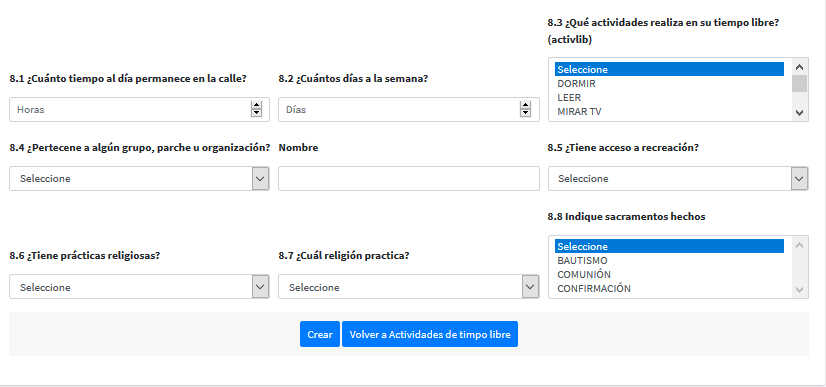 8.3 ¿Qué actividades realiza en su tiempo libre?
(activlib)
8.1 ¿Cuánto tiempo al día permanece en la calle?
8.2 ¿Cuántos días a la semana?
Horas
Días
Seleccione
DORMIR
LEER
MIRAR TV
8.4 ¿Pertecene a algún grupo, parche u organización?
Nombre
8.5 ¿Tiene acceso a recreación?
Seleccione
Seleccione
8.8 Indique sacramentos hechos
8.6 ¿Tiene prácticas religiosas?
8.7 ¿Cuál religión practica?
Seleccione
Seleccione
Seleccione
BAUTISMO
COMUNIÓN
CONFIRMACIÓN
Crear
Volver a Actividades de timpo libre